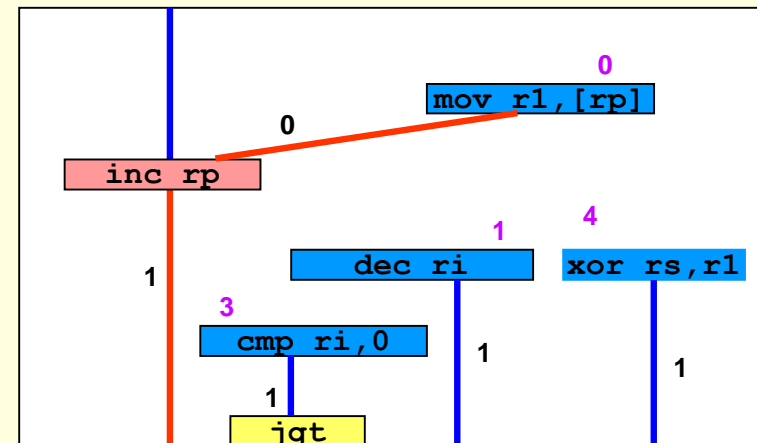 0
mov r1,[rp]
0
inc rp
4
1
dec ri
xor rs,r1
1
3
cmp ri,0
1
1
1
jgt